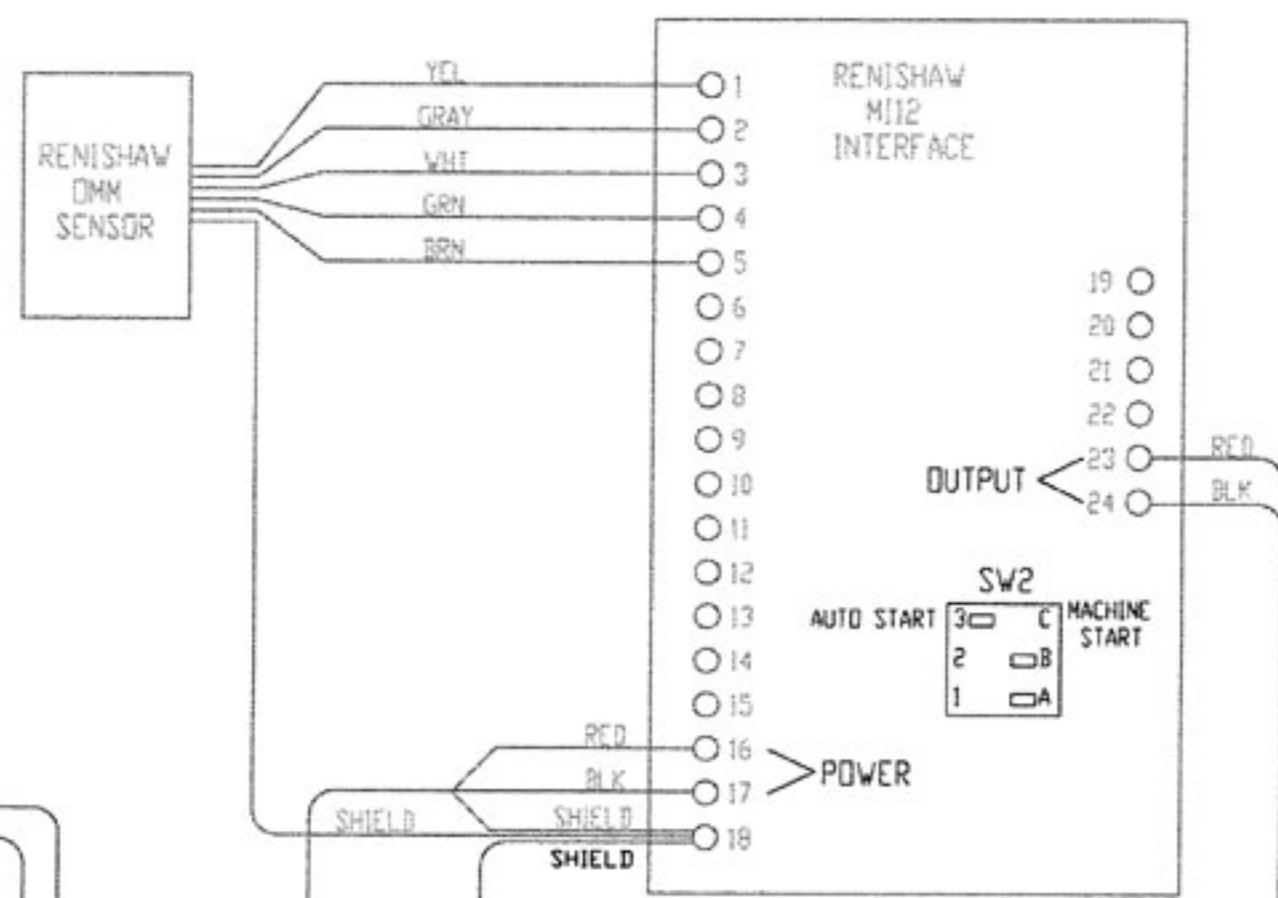 RENISHAW
OMM
SENSOR
YEL
GRAY
WHT
GRN
BRN
RENISHAW
MI12
INTERFACE
1
2
3
4
5
6
7
8
9
10
11
12
13
14
15
16
17
18
19
20
21
22
23
24
OUTPUT
RED
BLK
SW2
AUTO START
3 C
2 B
1 A
MACHINE
START
RED
BLK
POWER
SHIELD
SHIELD
SHIELD